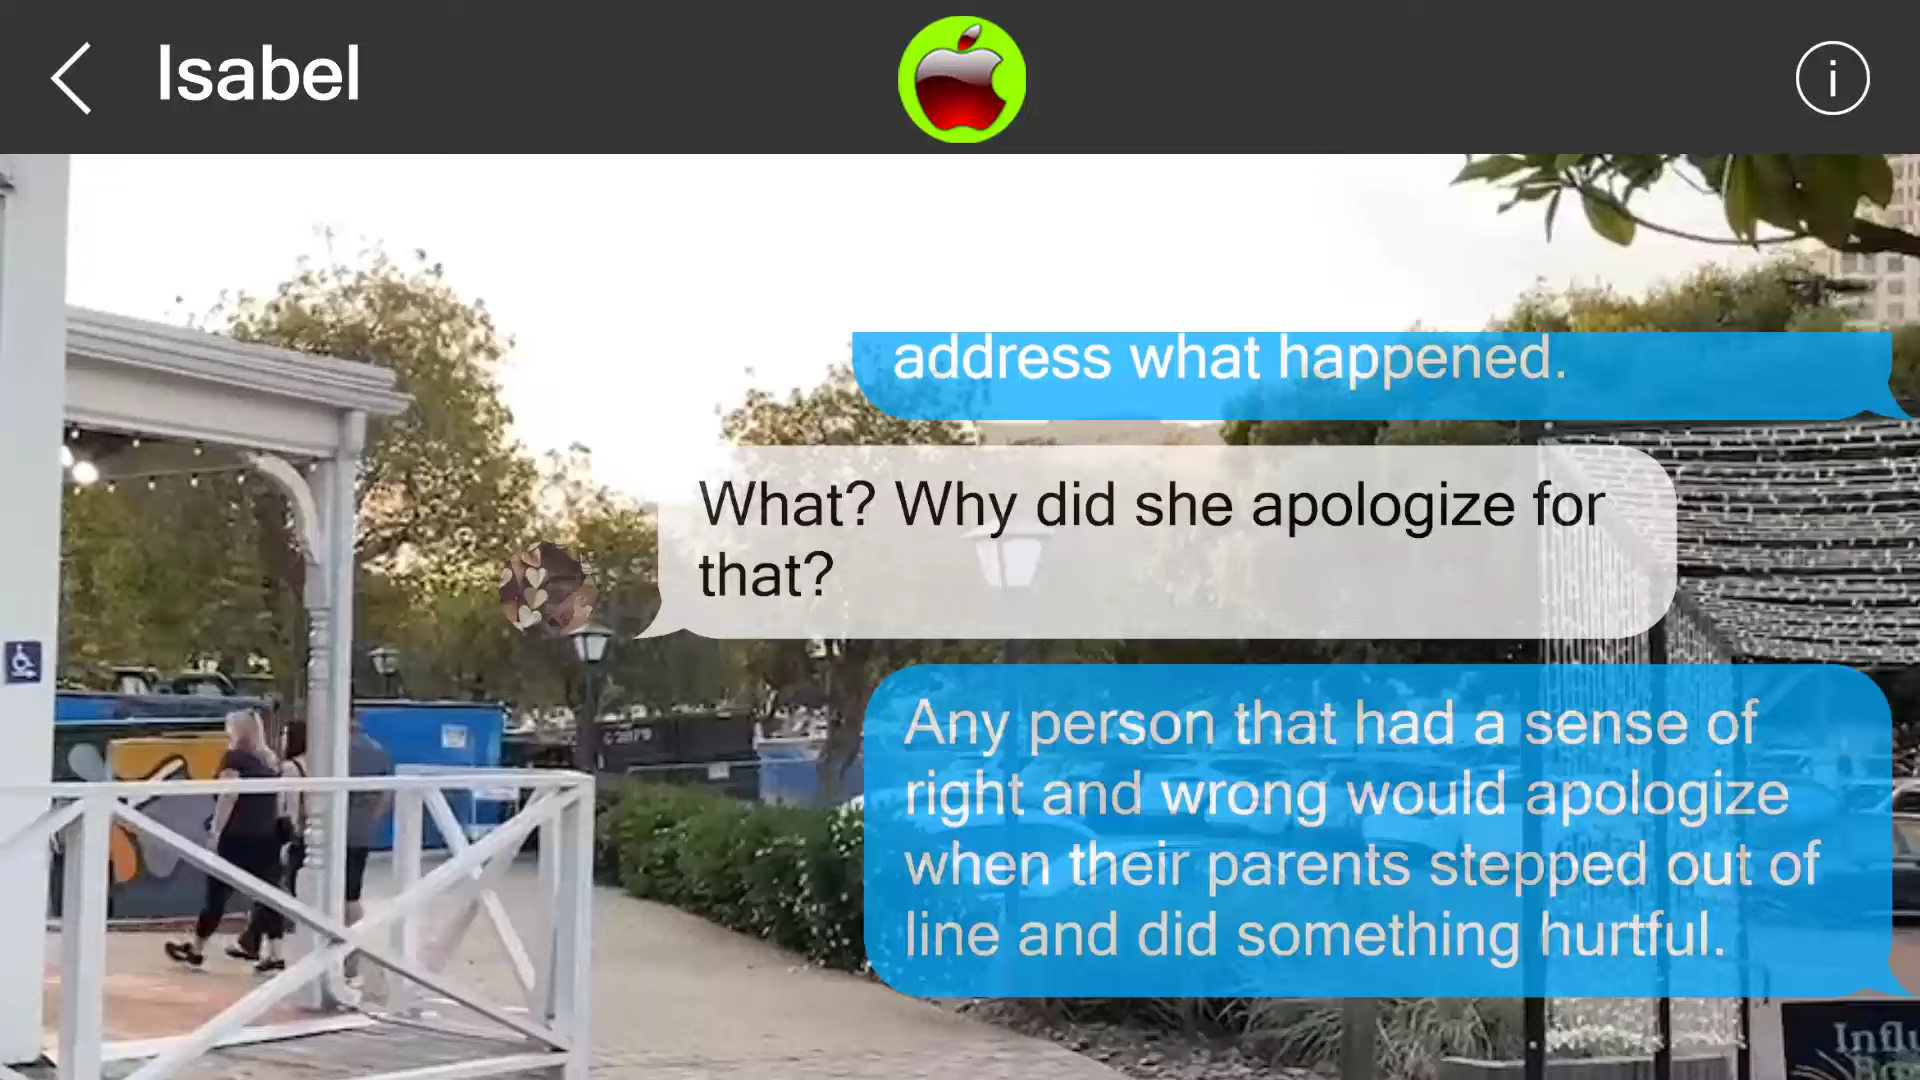 Isabel
address what happened.
What? Why did she apologize for
that?
Any person that had a sense of
right and wrong would apologize
when their parents stepped out of
line and did something hurtful.